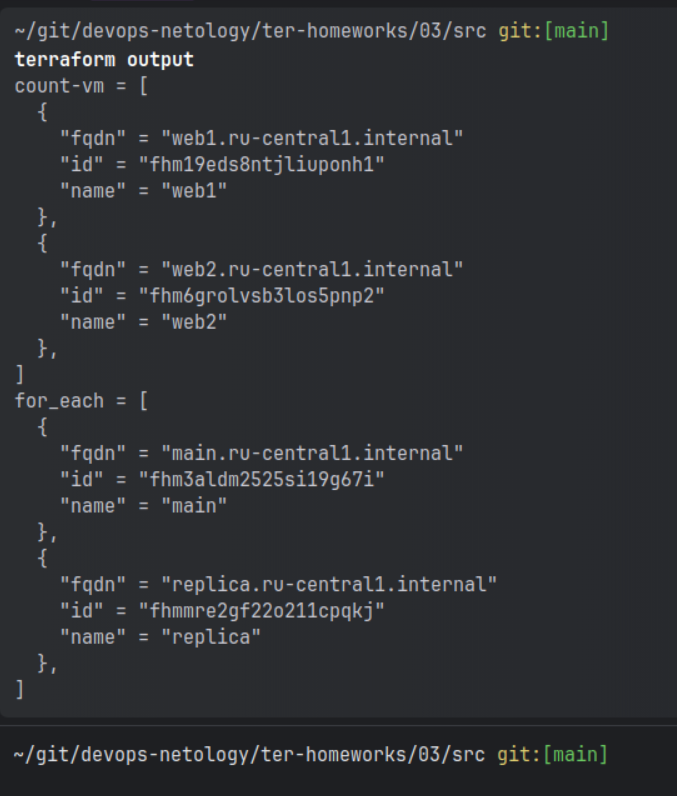 ~/git/devops-netology/ter-homeworks/03/src git:[main]
terraform output
count-vm = [
  {
    "fqdn" = "web1.ru-central1.internal"
    "id" = "fhm19eds8ntjliuponh1"
    "name" = "web1"
  },
  {
    "fqdn" = "web2.ru-central1.internal"
    "id" = "fhm6grolvsb3los5pnp2"
    "name" = "web2"
  },
]
for_each = [
  {
    "fqdn" = "main.ru-central1.internal"
    "id" = "fhm3aldm2525si19g67i"
    "name" = "main"
  },
  {
    "fqdn" = "replica.ru-central1.internal"
    "id" = "fhmmre2gf22o211cpqkj"
    "name" = "replica"
  },
]
~/git/devops-netology/ter-homeworks/03/src git:[main]